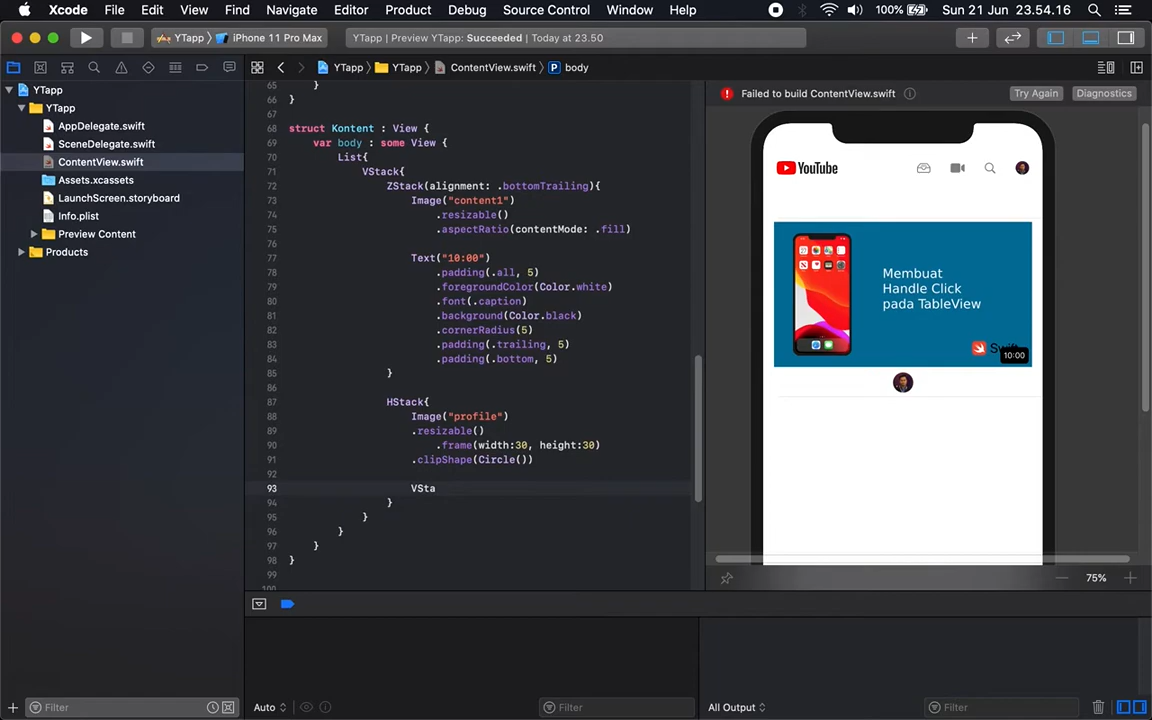 Xcode File Edit View Find Navigate Editor Product Debug Source Control Window Help 100% Sun 21 Jun 23.54.16
YTapp iPhone 11 Pro Max YTapp | Preview YTapp: Succeeded | Today at 23.50
YTapp YTapp ContentView.swift P body
YTapp
YTapp
AppDelegate.swift
SceneDelegate.swift
ContentView.swift
Assets.xcassets
LaunchScreen.storyboard
Info.plist
Preview Content
Products
65 }
66 }
67
68 struct Kontent : View {
69 var body : some View {
70 List{
71 VStack{
72 ZStack(alignment: .bottomTrailing){
73 Image("content1")
74 .resizable()
75 .aspectRatio(contentMode: .fill)
76
77 Text("10:00")
78 .padding(.all, 5)
79 .foregroundColor(Color.white)
80 .font(.caption)
81 .background(Color.black)
82 .cornerRadius(5)
83 .padding(.trailing, 5)
84 .padding(.bottom, 5)
85 }
86
87 HStack{
88 Image("profile")
89 .resizable()
90 .frame(width:30, height:30)
91 .clipShape(Circle())
92
93 VSta
94 }
95 }
96 }
97 }
98 }
99
100
Failed to build ContentView.swift Try Again Diagnostics
YouTube
Membuat
Handle Click
pada TableView
10:00
75%
Filter
Auto Filter
All Output Filter